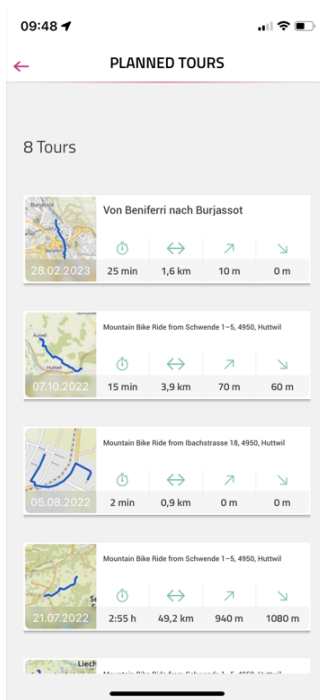 09:48
PLANNED TOURS
8 Tours
Burjassot
Von Beniferri nach Burjassot
28.02.2023
25 min
1,6 km
10 m
0 m
Mountain Bike Ride from Schwende 1-5, 4950, Huttwil
Huttwil
07.10.2022
15 min
3,9 km
70 m
60 m
Mountain Bike Ride from Ibachstrasse 18, 4950, Huttwil
05.08.2022
2 min
0,9 km
0 m
0 m
Mountain Bike Ride from Schwende 1-5, 4950, Huttwil
21.07.2022
2:55 h
49,2 km
940 m
1080 m
Liech